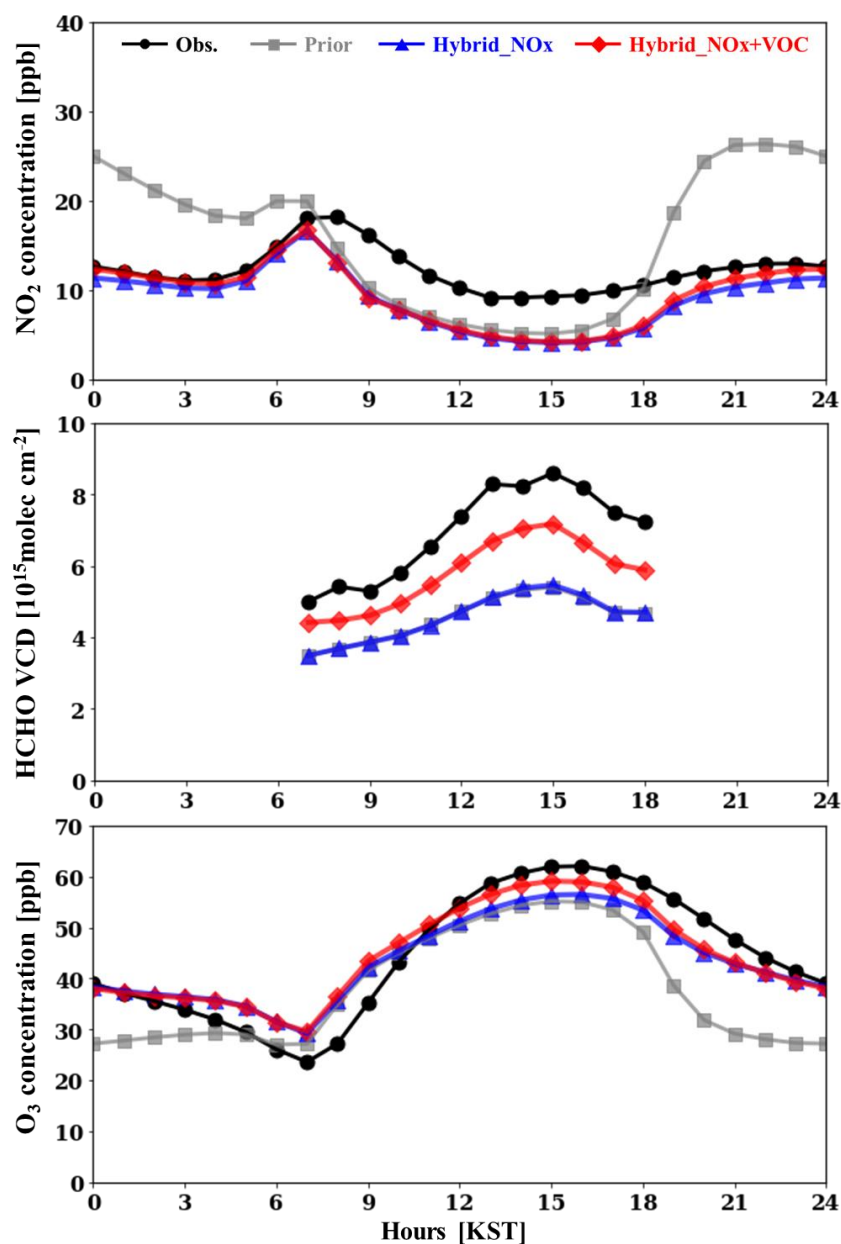 NO₂ concentration [ppb]
40
30
20
10
0
Obs.
Prior
Hybrid_NOx
Hybrid_NOx+VOC
0 3 6 9 12 15 18 21 24
HCHO VCD [10¹⁵molec cm⁻²]
10
8
6
4
2
0
0 3 6 9 12 15 18 21 24
O₃ concentration [ppb]
70
60
50
40
30
20
10
0
0 3 6 9 12 15 18 21 24
Hours [KST]